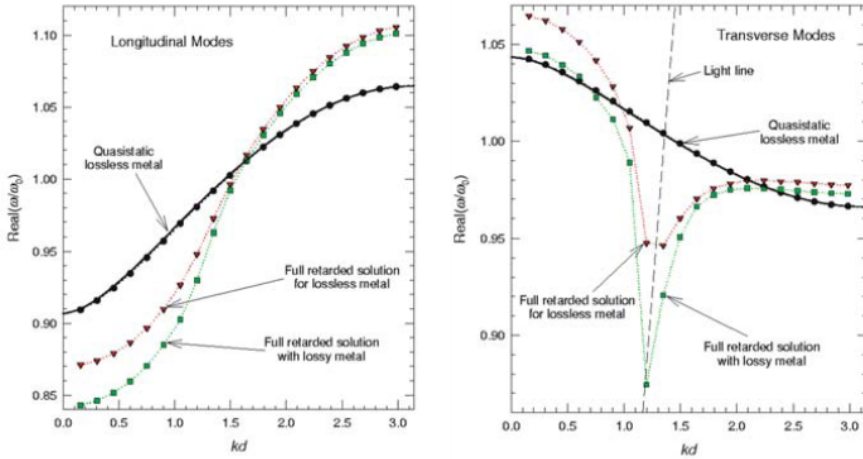 Longitudinal Modes
Quasistatic
lossless metal
Full retarded solution
for lossless metal
Full retarded solution
with lossy metal
Real(ω/ω₀)
1.10
1.05
1.00
0.95
0.90
0.85
0.0 0.5 1.0 1.5 2.0 2.5 3.0
kd
Transverse Modes
Light line
Quasistatic
lossless metal
Full retarded solution
for lossless metal
Full retarded solution
with lossy metal
Real(ω/ω₀)
1.05
1.00
0.95
0.90
0.0 0.5 1.0 1.5 2.0 2.5 3.0
kd